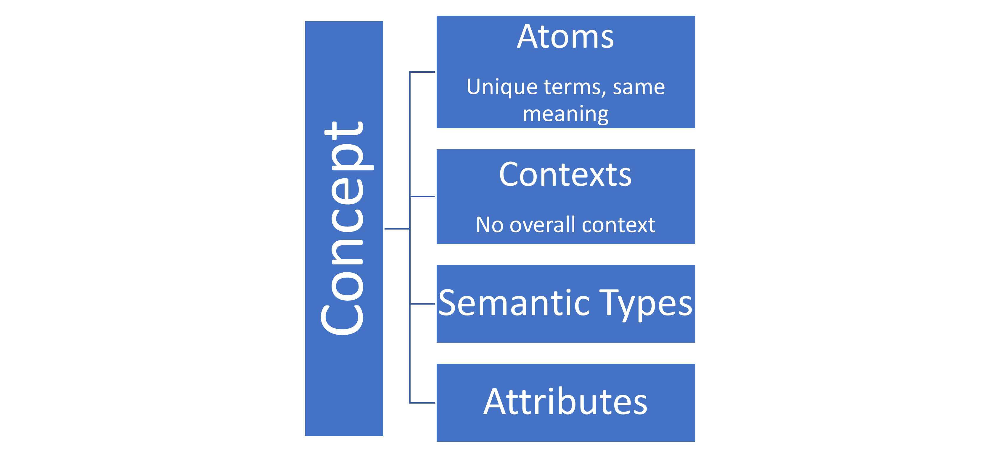 Concept
Atoms
Unique terms, same
meaning
Contexts
No overall context
Semantic Types
Attributes